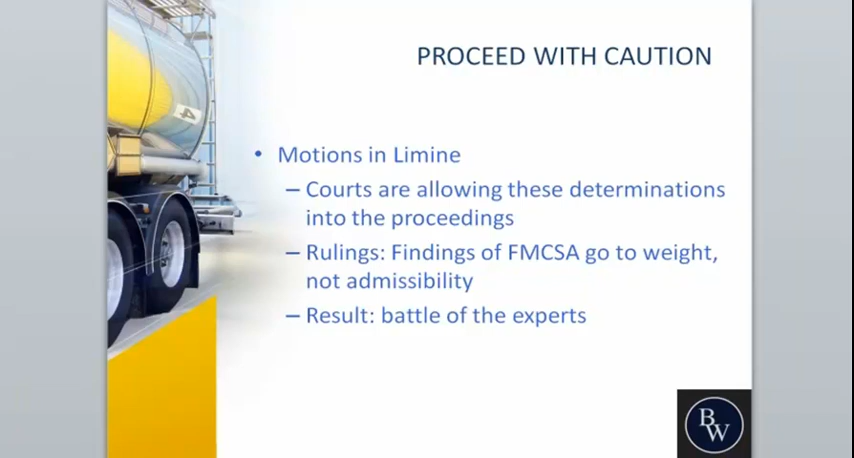 PROCEED WITH CAUTION
• Motions in Limine
– Courts are allowing these determinations
into the proceedings
– Rulings: Findings of FMCSA go to weight,
not admissibility
– Result: battle of the experts
4
BW